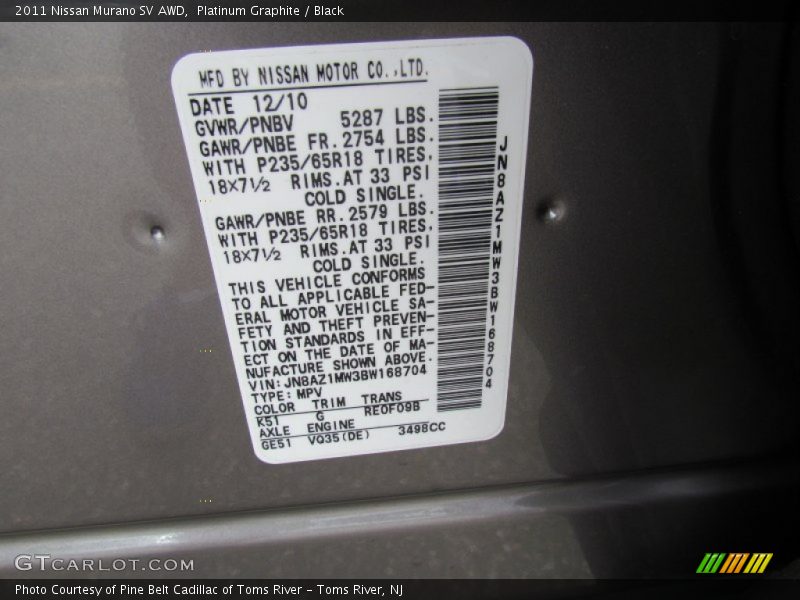 2011 Nissan Murano SV AWD, Platinum Graphite / Black
MFD BY NISSAN MOTOR CO.,LTD.
DATE 12/10
GVWR/PNBV 5287 LBS.
GAWR/PNBE FR. 2754 LBS.
WITH P235/65R18 TIRES,
18X7½ RIMS. AT 33 PSI
COLD SINGLE.
GAWR/PNBE RR. 2579 LBS.
WITH P235/65R18 TIRES,
18X7½ RIMS. AT 33 PSI
COLD SINGLE.
THIS VEHICLE CONFORMS
TO ALL APPLICABLE FED-
ERAL MOTOR VEHICLE SA-
FETY AND THEFT PREVEN-
TION STANDARDS IN EFF-
ECT ON THE DATE OF MA-
NUFACTURE SHOWN ABOVE.
VIN: JN8AZ1MW3BW168704
TYPE: MPV
COLOR TRIM TRANS
K51 G RE0F09B
AXLE ENGINE
GE51 VQ35(DE) 3498CC
JN8AZ1MW3BW168704
GTCARLOT.COM
Photo Courtesy of Pine Belt Cadillac of Toms River - Toms River, NJ